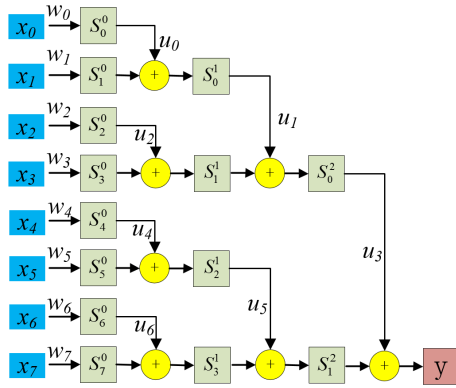 x₀ w₀ S₀⁰ u₀
x₁ w₁ S₁⁰ + S₀¹
x₂ w₂ S₂⁰ u₂ u₁
x₃ w₃ S₃⁰ + S₁¹ + S₀²
x₄ w₄ S₄⁰ u₄ u₃
x₅ w₅ S₅⁰ + S₂¹
x₆ w₆ S₆⁰ u₆ u₅
x₇ w₇ S₇⁰ + S₃¹ + S₁² + y